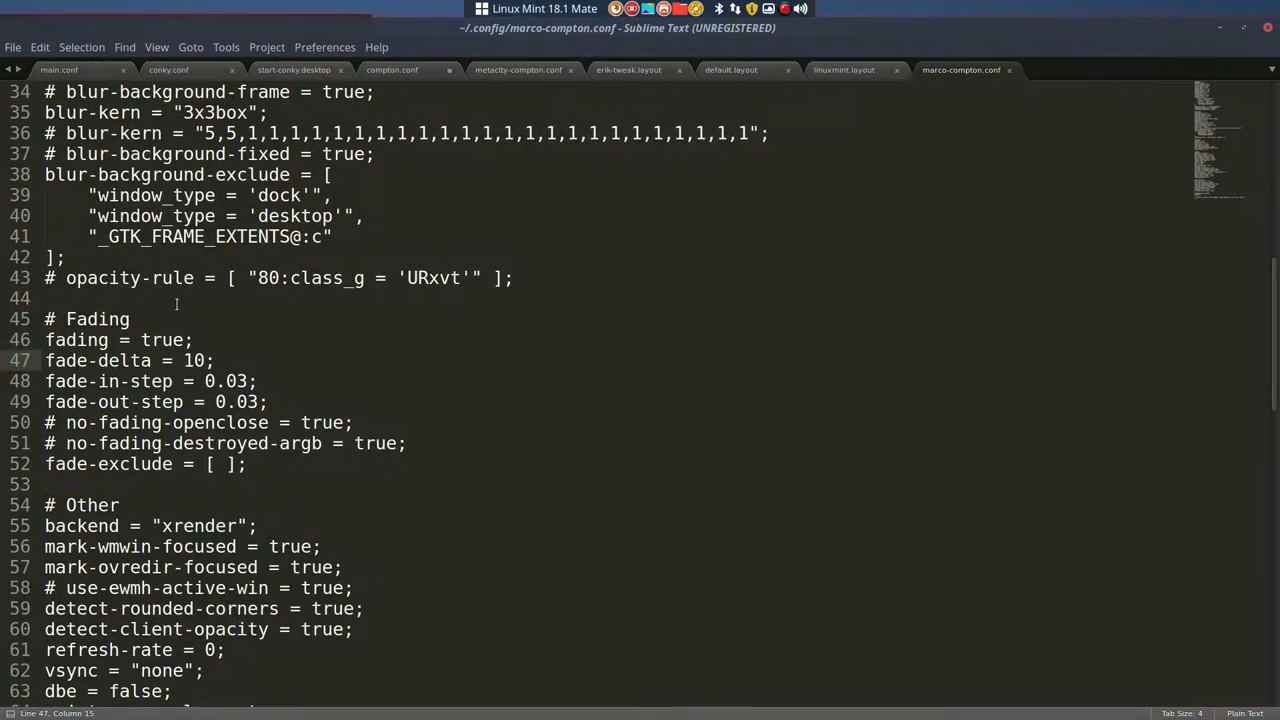 Linux Mint 18.1 Mate
~/.config/marco-compton.conf - Sublime Text (UNREGISTERED)
File Edit Selection Find View Goto Tools Project Preferences Help
main.conf conky.conf start-conky.desktop compton.conf metacity-compton.conf erik-tweak.layout default.layout linuxmint.layout marco-compton.conf
34 # blur-background-frame = true;
35 blur-kern = "3x3box";
36 # blur-kern = "5,5,1,1,1,1,1,1,1,1,1,1,1,1,1,1,1,1,1,1,1,1,1,1,1,1";
37 # blur-background-fixed = true;
38 blur-background-exclude = [
39 "window_type = 'dock'",
40 "window_type = 'desktop'",
41 "_GTK_FRAME_EXTENTS@:c"
42 ];
43 # opacity-rule = [ "80:class_g = 'URxvt'" ];
44
45 # Fading
46 fading = true;
47 fade-delta = 10;
48 fade-in-step = 0.03;
49 fade-out-step = 0.03;
50 # no-fading-openclose = true;
51 # no-fading-destroyed-argb = true;
52 fade-exclude = [ ];
53
54 # Other
55 backend = "xrender";
56 mark-wmwin-focused = true;
57 mark-ovredir-focused = true;
58 # use-ewmh-active-win = true;
59 detect-rounded-corners = true;
60 detect-client-opacity = true;
61 refresh-rate = 0;
62 vsync = "none";
63 dbe = false;
Line 47, Column 15 Tab Size: 4 Plain Text